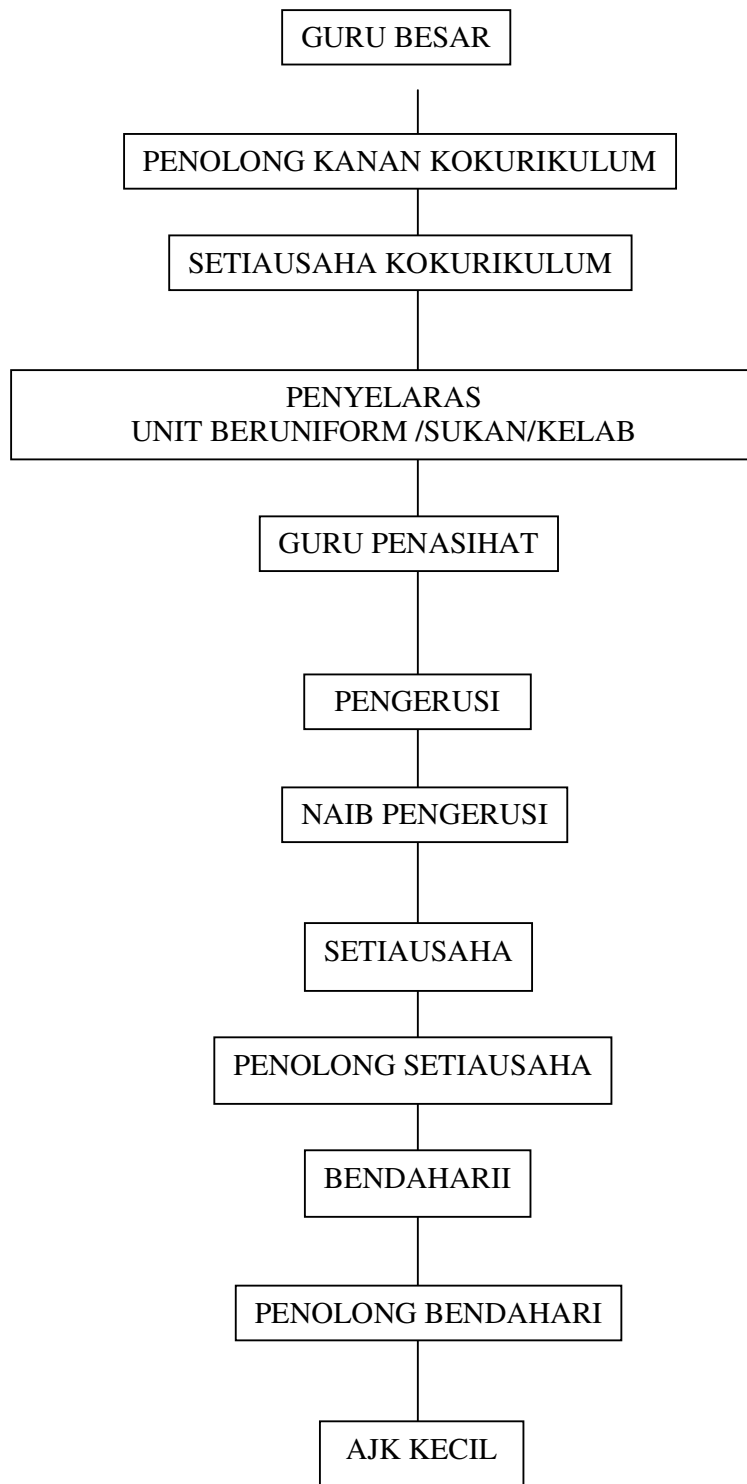 GURU BESAR
PENOLONG KANAN KOKURIKULUM
SETIAUSAHA KOKURIKULUM
PENYELARAS
UNIT BERUNIFORM /SUKAN/KELAB
GURU PENASIHAT
PENGERUSI
NAIB PENGERUSI
SETIAUSAHA
PENOLONG SETIAUSAHA
BENDAHARII
PENOLONG BENDAHARI
AJK KECIL